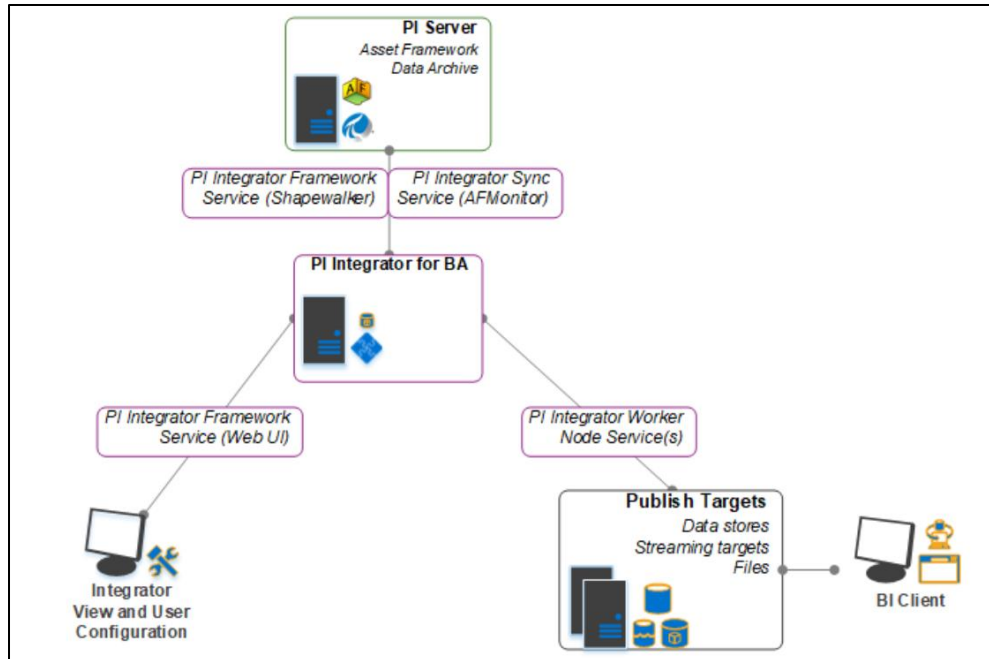 PI Server
Asset Framework
Data Archive
A F
PI Integrator Framework
Service (Shapewalker)
PI Integrator Sync
Service (AFMonitor)
PI Integrator for BA
PI Integrator Framework
Service (Web UI)
PI Integrator Worker
Node Service(s)
Publish Targets
Data stores
Streaming targets
Files
Integrator
View and User
Configuration
BI Client